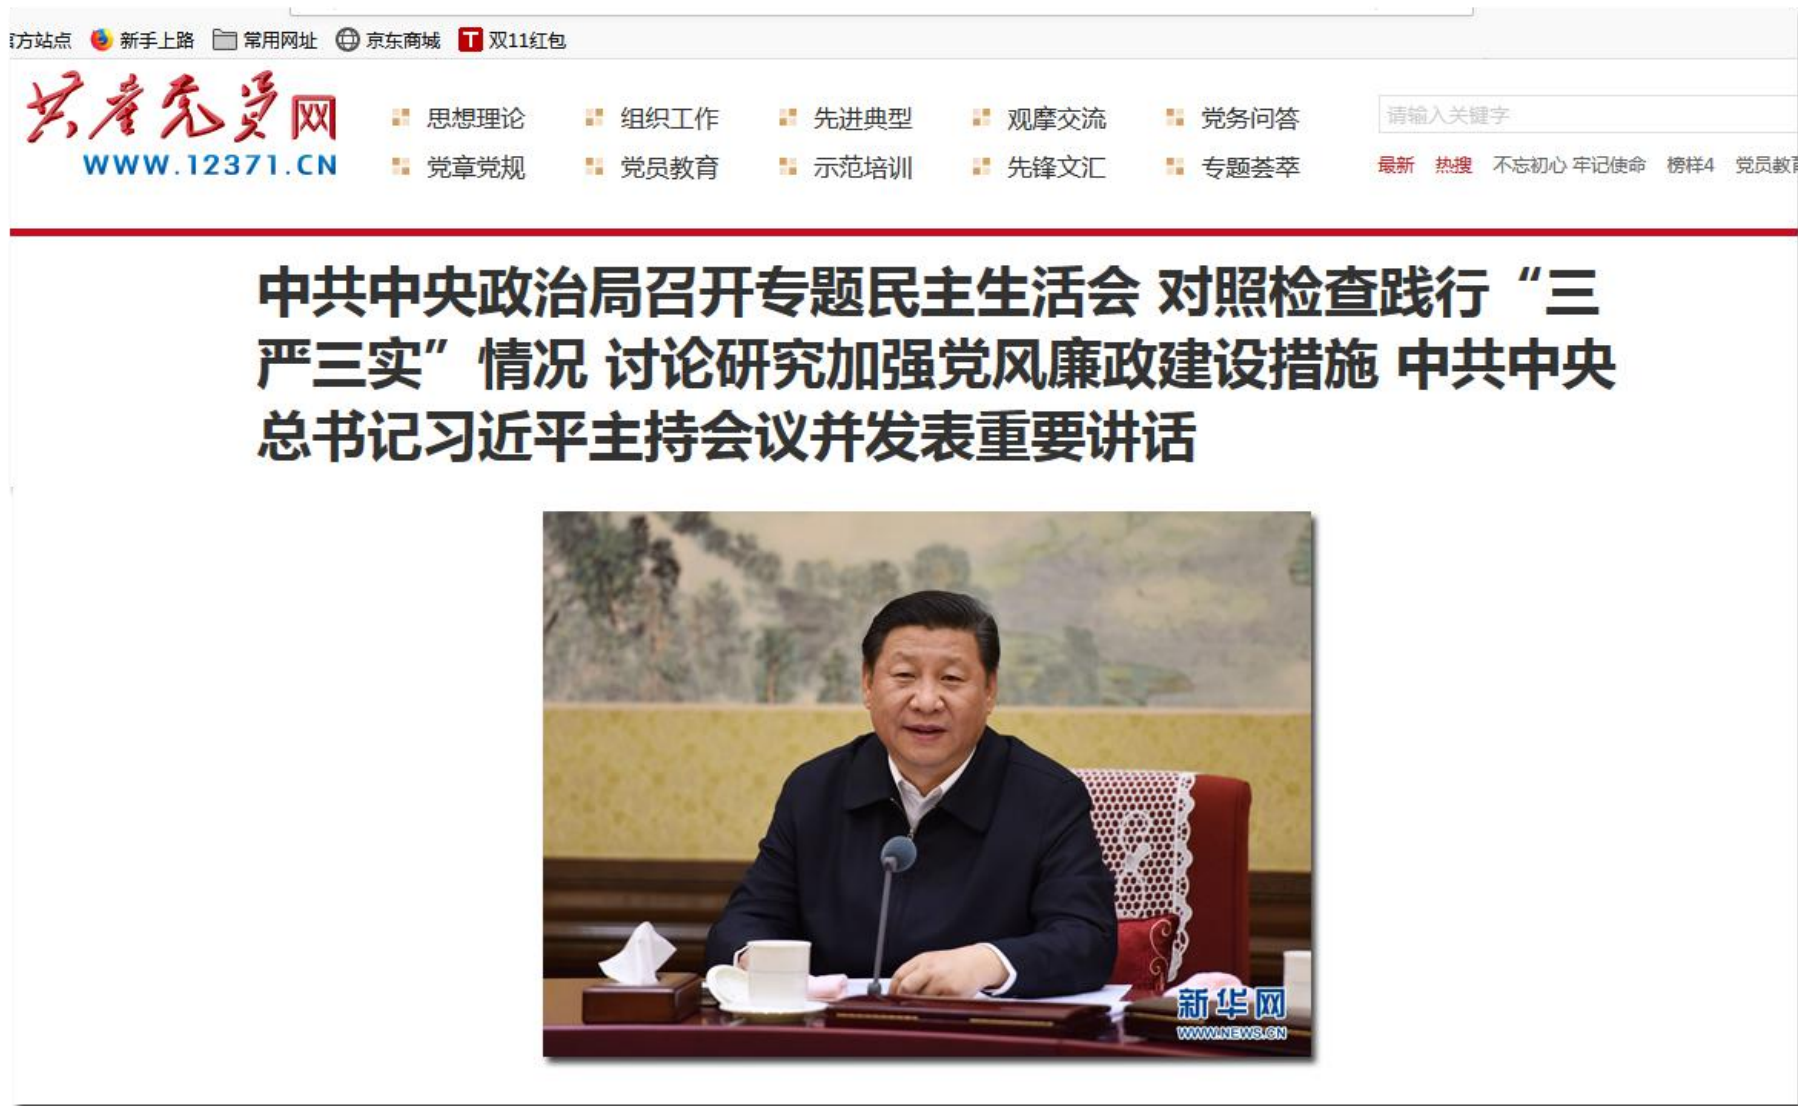 官方站点 新手上路 常用网址 京东商城 双11红包
共产党员网
WWW.12371.CN
思想理论 组织工作 先进典型 观摩交流 党务问答
请输入关键字
党章党规 党员教育 示范培训 先锋文汇 专题荟萃
最新 热搜 不忘初心 牢记使命 榜样4 党员教育
中共中央政治局召开专题民主生活会 对照检查践行“三
严三实”情况 讨论研究加强党风廉政建设措施 中共中央
总书记习近平主持会议并发表重要讲话
新华网
WWW.NEWS.CN